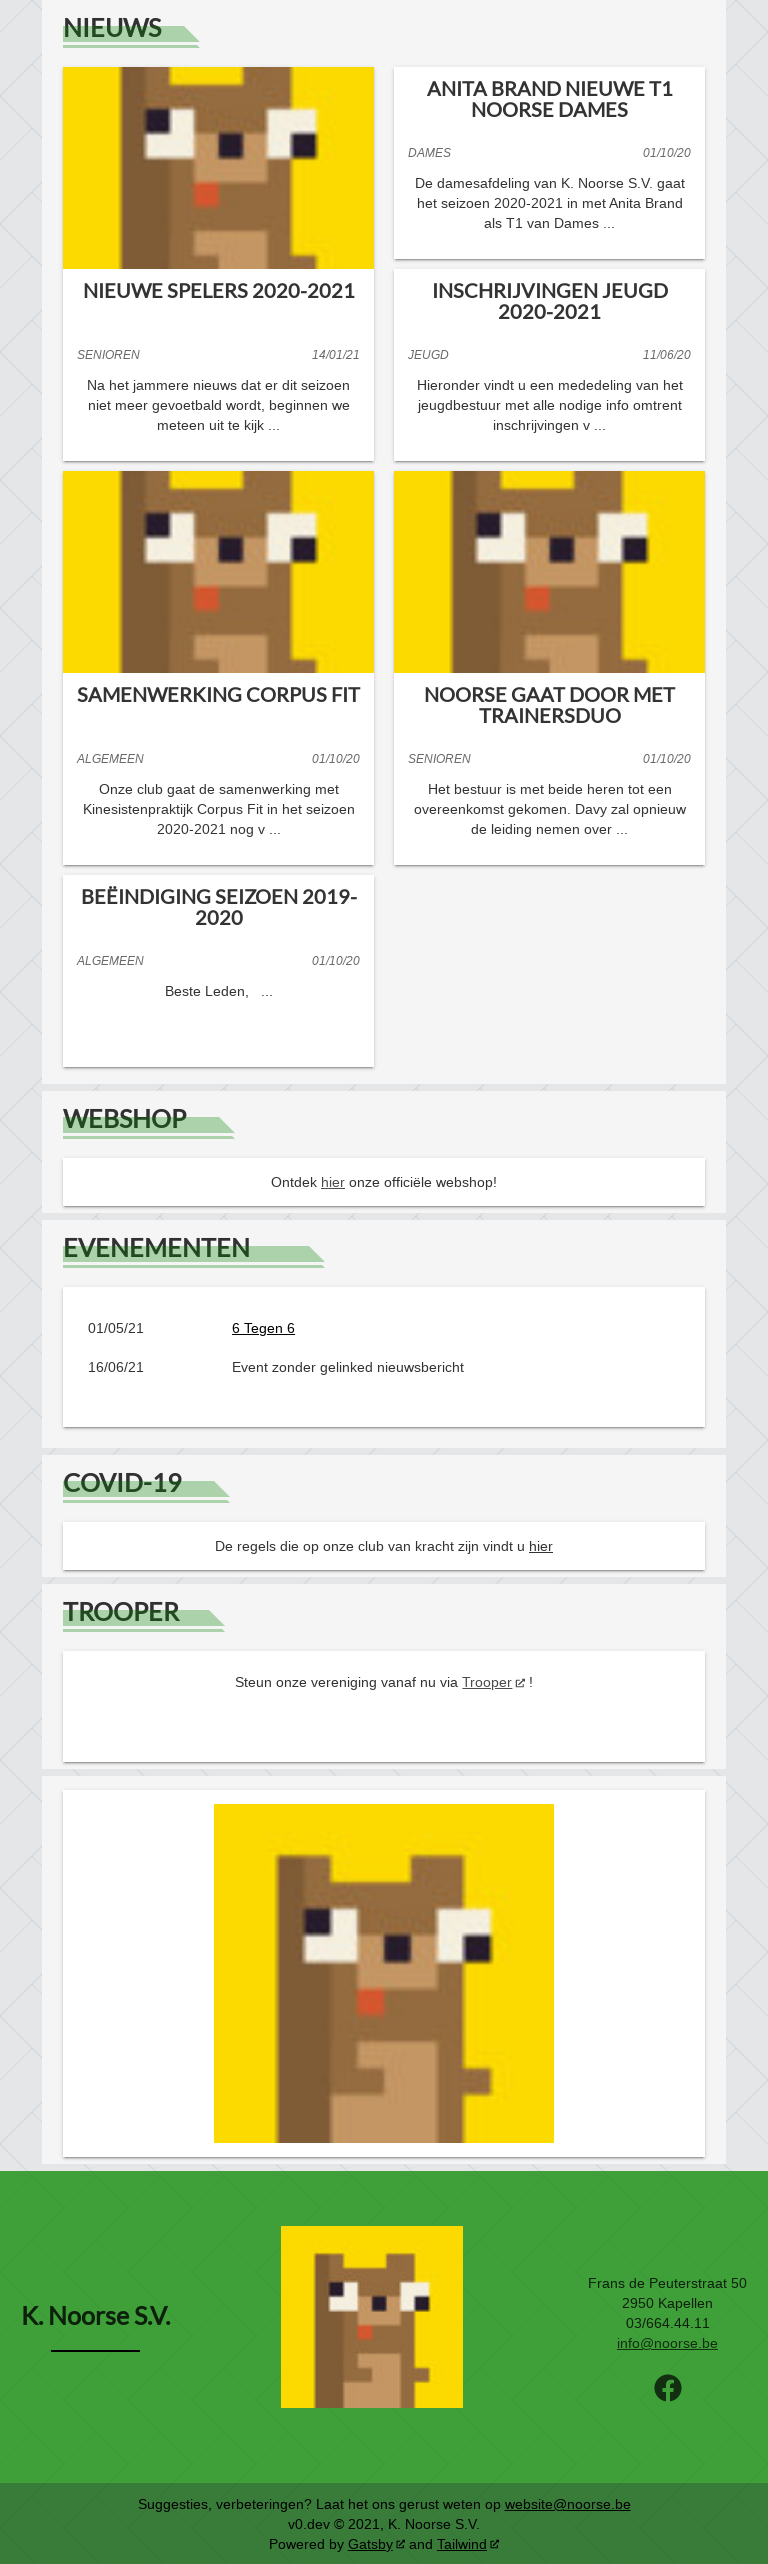 NIEUWS
NIEUWE SPELERS 2020-2021
SENIOREN 14/01/21
Na het jammere nieuws dat er dit seizoen
niet meer gevoetbald wordt, beginnen we
meteen uit te kijk ...
ANITA BRAND NIEUWE T1
NOORSE DAMES
DAMES 01/10/20
De damesafdeling van K. Noorse S.V. gaat
het seizoen 2020-2021 in met Anita Brand
als T1 van Dames ...
INSCHRIJVINGEN JEUGD
2020-2021
JEUGD 11/06/20
Hieronder vindt u een mededeling van het
jeugdbestuur met alle nodige info omtrent
inschrijvingen v ...
SAMENWERKING CORPUS FIT
ALGEMEEN 01/10/20
Onze club gaat de samenwerking met
Kinesistenpraktijk Corpus Fit in het seizoen
2020-2021 nog v ...
NOORSE GAAT DOOR MET
TRAINERSDUO
SENIOREN 01/10/20
Het bestuur is met beide heren tot een
overeenkomst gekomen. Davy zal opnieuw
de leiding nemen over ...
BEËINDIGING SEIZOEN 2019-
2020
ALGEMEEN 01/10/20
Beste Leden, ...
WEBSHOP
Ontdek hier onze officiële webshop!
EVENEMENTEN
01/05/21 6 Tegen 6
16/06/21 Event zonder gelinked nieuwsbericht
COVID-19
De regels die op onze club van kracht zijn vindt u hier
TROOPER
Steun onze vereniging vanaf nu via Trooper !
K. Noorse S.V.
Frans de Peuterstraat 50
2950 Kapellen
03/664.44.11
info@noorse.be
Suggesties, verbeteringen? Laat het ons gerust weten op website@noorse.be
v0.dev © 2021, K. Noorse S.V.
Powered by Gatsby and Tailwind